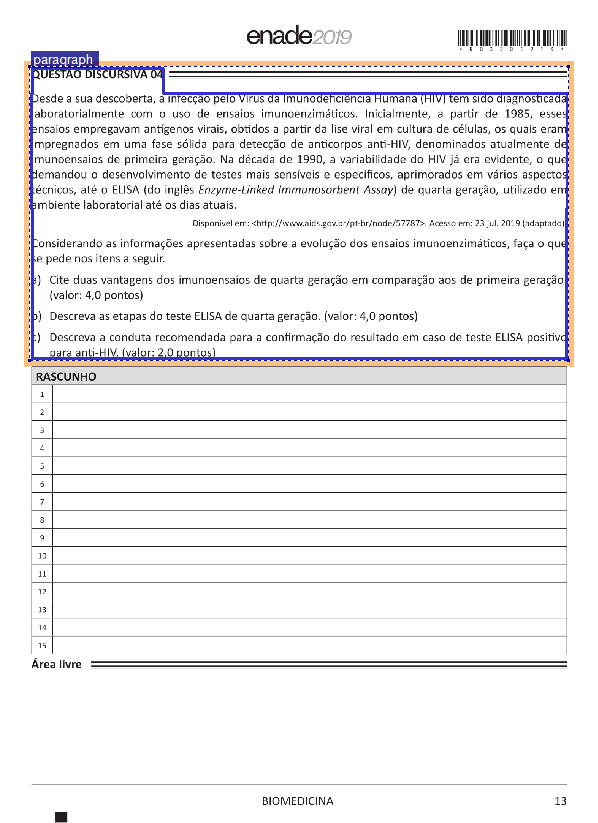 enade2019
paragraph
QUESTÃO DISCURSIVA 04
Desde a sua descoberta, a infecção pelo Vírus da Imunodeficiência Humana (HIV) tem sido diagnosticada
laboratorialmente com o uso de ensaios imunoenzimáticos. Inicialmente, a partir de 1985, esses
ensaios empregavam antígenos virais, obtidos a partir da lise viral em cultura de células, os quais eram
impregnados em uma fase sólida para detecção de anticorpos anti-HIV, denominados atualmente de
imunoensaios de primeira geração. Na década de 1990, a variabilidade do HIV já era evidente, o que
demandou o desenvolvimento de testes mais sensíveis e específicos, aprimorados em vários aspectos
técnicos, até o ELISA (do inglês Enzyme-Linked Immunosorbent Assay) de quarta geração, utilizado em
ambiente laboratorial até os dias atuais.
Disponível em: <http://www.aids.gov.br/pt-br/node/57787>. Acesso em: 23 jul. 2019 (adaptado).
Considerando as informações apresentadas sobre a evolução dos ensaios imunoenzimáticos, faça o que
se pede nos itens a seguir.
a) Cite duas vantagens dos imunoensaios de quarta geração em comparação aos de primeira geração.
(valor: 4,0 pontos)
b) Descreva as etapas do teste ELISA de quarta geração. (valor: 4,0 pontos)
c) Descreva a conduta recomendada para a confirmação do resultado em caso de teste ELISA positivo
para anti-HIV. (valor: 2,0 pontos)
RASCUNHO
1
2
3
4
5
6
7
8
9
10
11
12
13
14
15
Área livre
BIOMEDICINA 13